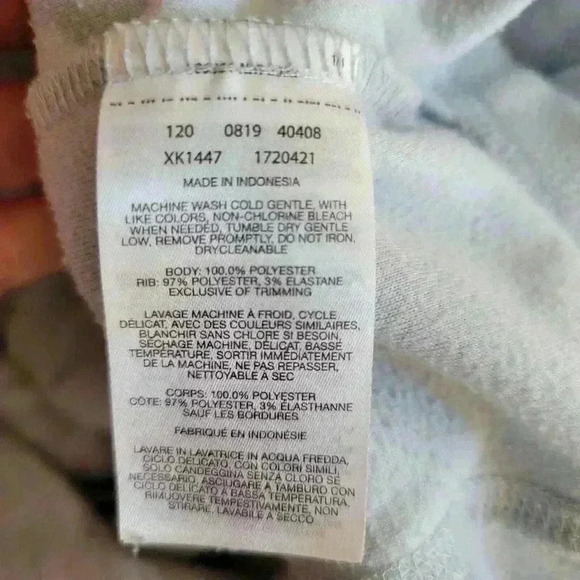 120 0819 40408
XK1447 1720421
MADE IN INDONESIA
MACHINE WASH COLD GENTLE, WITH
LIKE COLORS, NON-CHLORINE BLEACH
WHEN NEEDED, TUMBLE DRY GENTLE
LOW, REMOVE PROMPTLY, DO NOT IRON,
DRYCLEANABLE
BODY: 100.0% POLYESTER
RIB: 97% POLYESTER, 3% ELASTANE
EXCLUSIVE OF TRIMMING
LAVAGE MACHINE À FROID, CYCLE
DÉLICAT, AVEC DES COULEURS SIMILAIRES,
BLANCHIR SANS CHLORE SI BESOIN,
SÉCHAGE MACHINE, DÉLICAT, BASSE
TEMPÉRATURE, SORTIR IMMÉDIATEMENT
DE LA MACHINE, NE PAS REPASSER,
NETTOYABLE A SEC
CORPS: 100.0% POLYESTER
CÔTE: 97% POLYESTER, 3% ÉLASTHANNE
SAUF LES BORDURES
FABRIQUÉ EN INDONÉSIE
LAVARE IN LAVATRICE IN ACQUA FREDDA,
CICLO DELICATO, CON COLORI SIMILI,
SOLO CANDEGGINA SENZA CLORO SE
NECESSARIO, ASCIUGARE A TAMBURO CON
CICLO DELICATO A BASSA TEMPERATURA,
RIMUOVERE TEMPESTIVAMENTE, NON
STIRARE, LAVABILE A SECCO